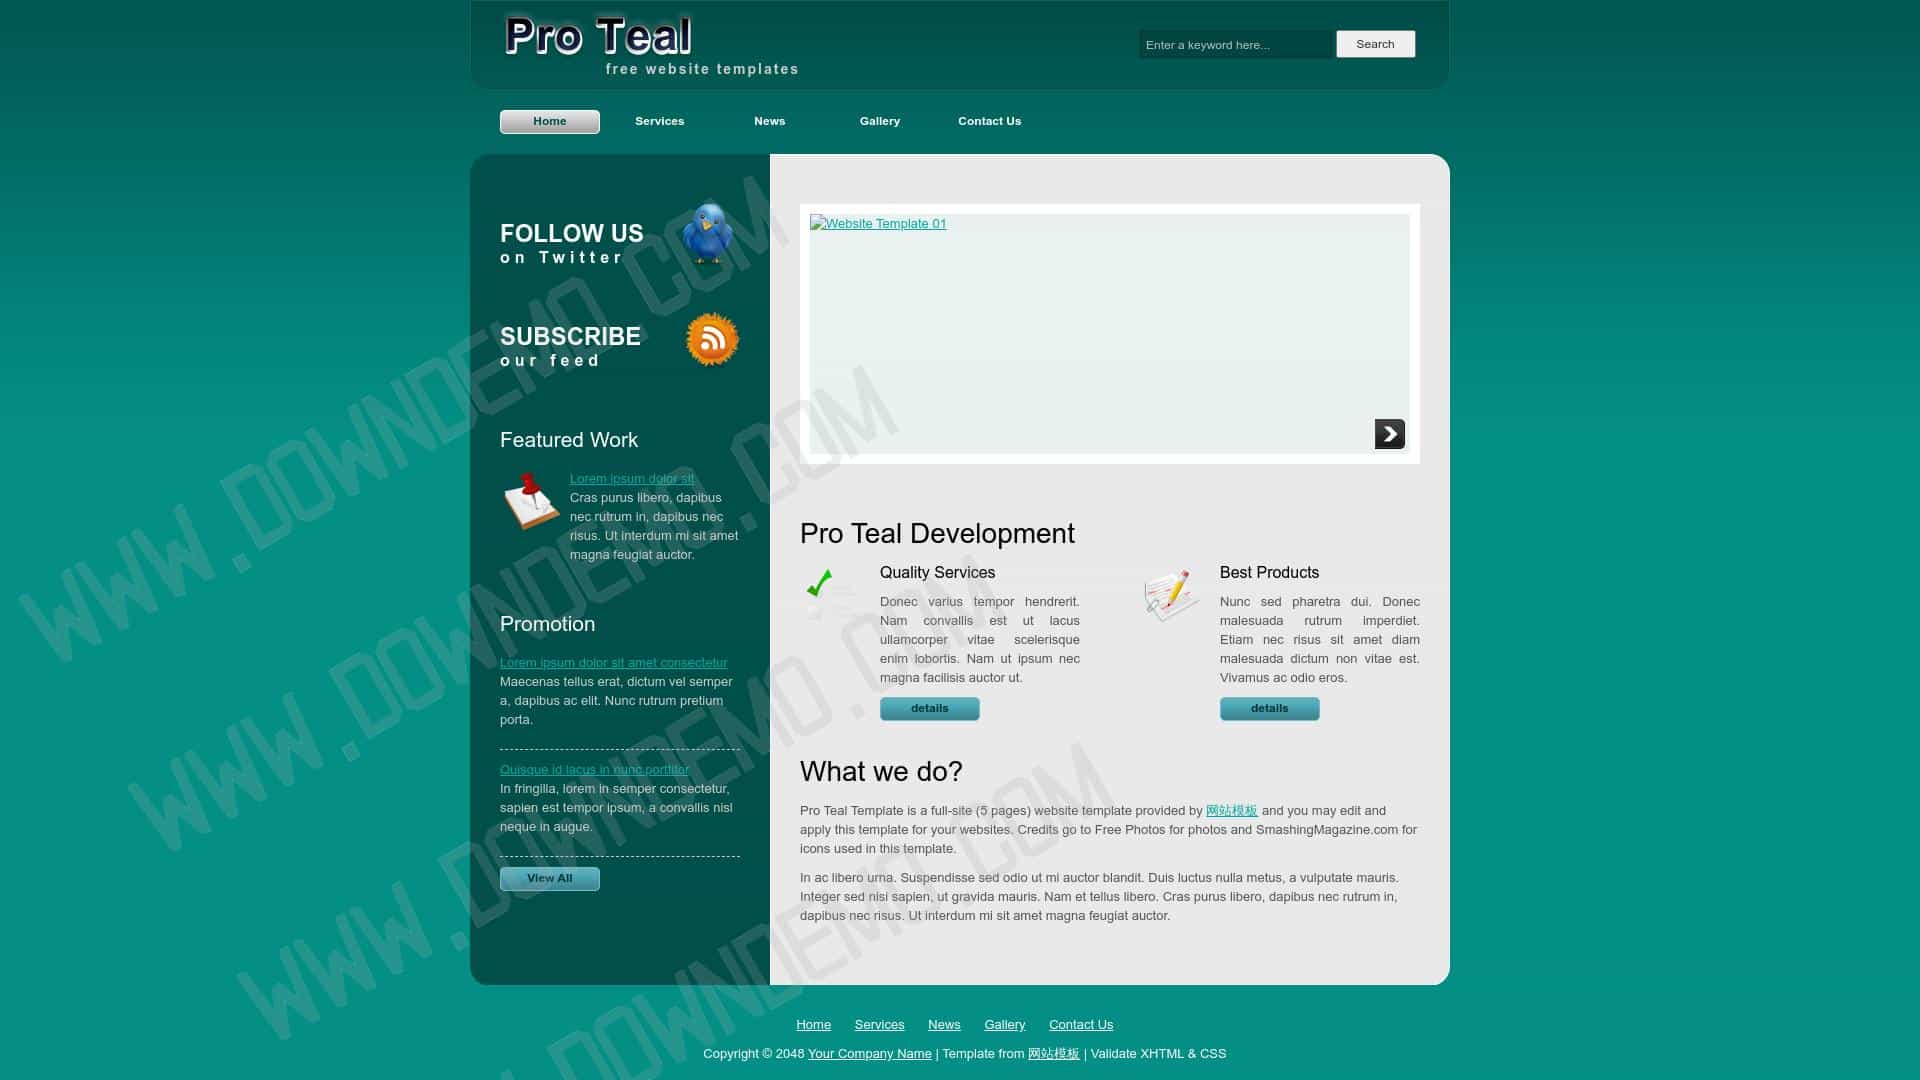 Pro Teal
free website templates
Enter a keyword here...
Search
Home
Services
News
Gallery
Contact Us
FOLLOW US
on Twitter
SUBSCRIBE
our feed
Featured Work
Lorem ipsum dolor sit
Cras purus libero, dapibus
nec rutrum in, dapibus nec
risus. Ut interdum mi sit amet
magna feugiat auctor.
Promotion
Lorem ipsum dolor sit amet consectetur
Maecenas tellus erat, dictum vel semper
a, dapibus ac elit. Nunc rutrum pretium
porta.
Quisque id lacus in nunc porttitor
In fringilla, lorem in semper consectetur,
sapien est tempor ipsum, a convallis nisl
neque in augue.
View All
Website Template 01
Pro Teal Development
Quality Services
Donec varius tempor hendrerit.
Nam convallis est ut lacus
ullamcorper vitae scelerisque
enim lobortis. Nam ut ipsum nec
magna facilisis auctor ut.
details
Best Products
Nunc sed pharetra dui. Donec
malesuada rutrum imperdiet.
Etiam nec risus sit amet diam
malesuada dictum non vitae est.
Vivamus ac odio eros.
details
What we do?
Pro Teal Template is a full-site (5 pages) website template provided by 网站模板 and you may edit and
apply this template for your websites. Credits go to Free Photos for photos and SmashingMagazine.com for
icons used in this template.
In ac libero urna. Suspendisse sed odio ut mi auctor blandit. Duis luctus nulla metus, a vulputate mauris.
Integer sed nisi sapien, ut gravida mauris. Nam et tellus libero. Cras purus libero, dapibus nec rutrum in,
dapibus nec risus. Ut interdum mi sit amet magna feugiat auctor.
Home Services News Gallery Contact Us
Copyright © 2048 Your Company Name | Template from 网站模板 | Validate XHTML & CSS
WWW.DOWNDEMO.COM
WWW.DOWNDEMO.COM
WWW.DOWNDEMO.COM
DOWNDEMO.COM